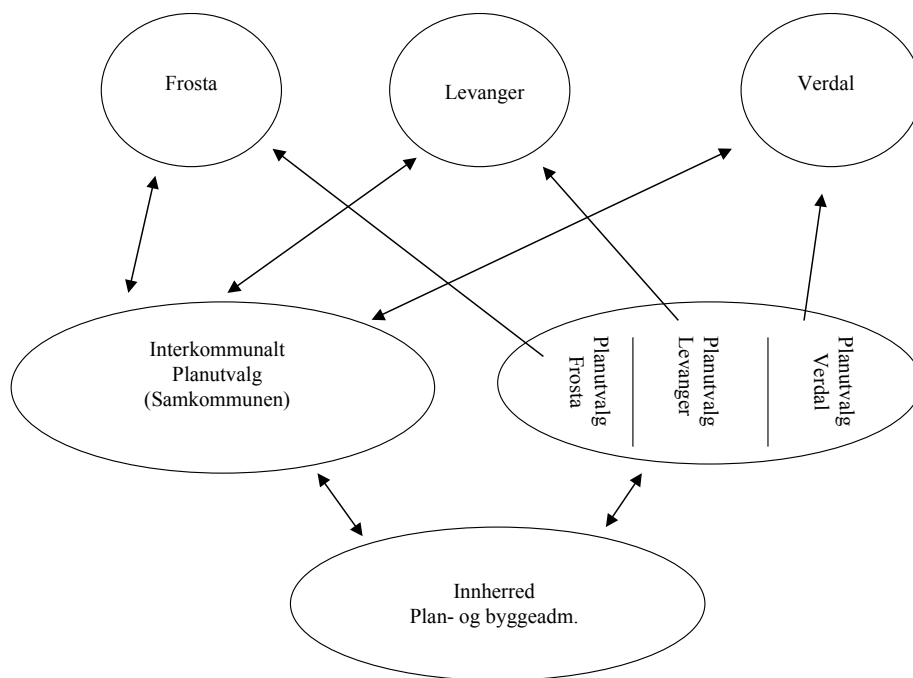 Frosta
Levanger
Verdal
Interkommunalt
Planutvalg
(Samkommunen)
Planutvalg
Frosta
Planutvalg
Levanger
Planutvalg
Verdal
Innherred
Plan- og byggeadm.